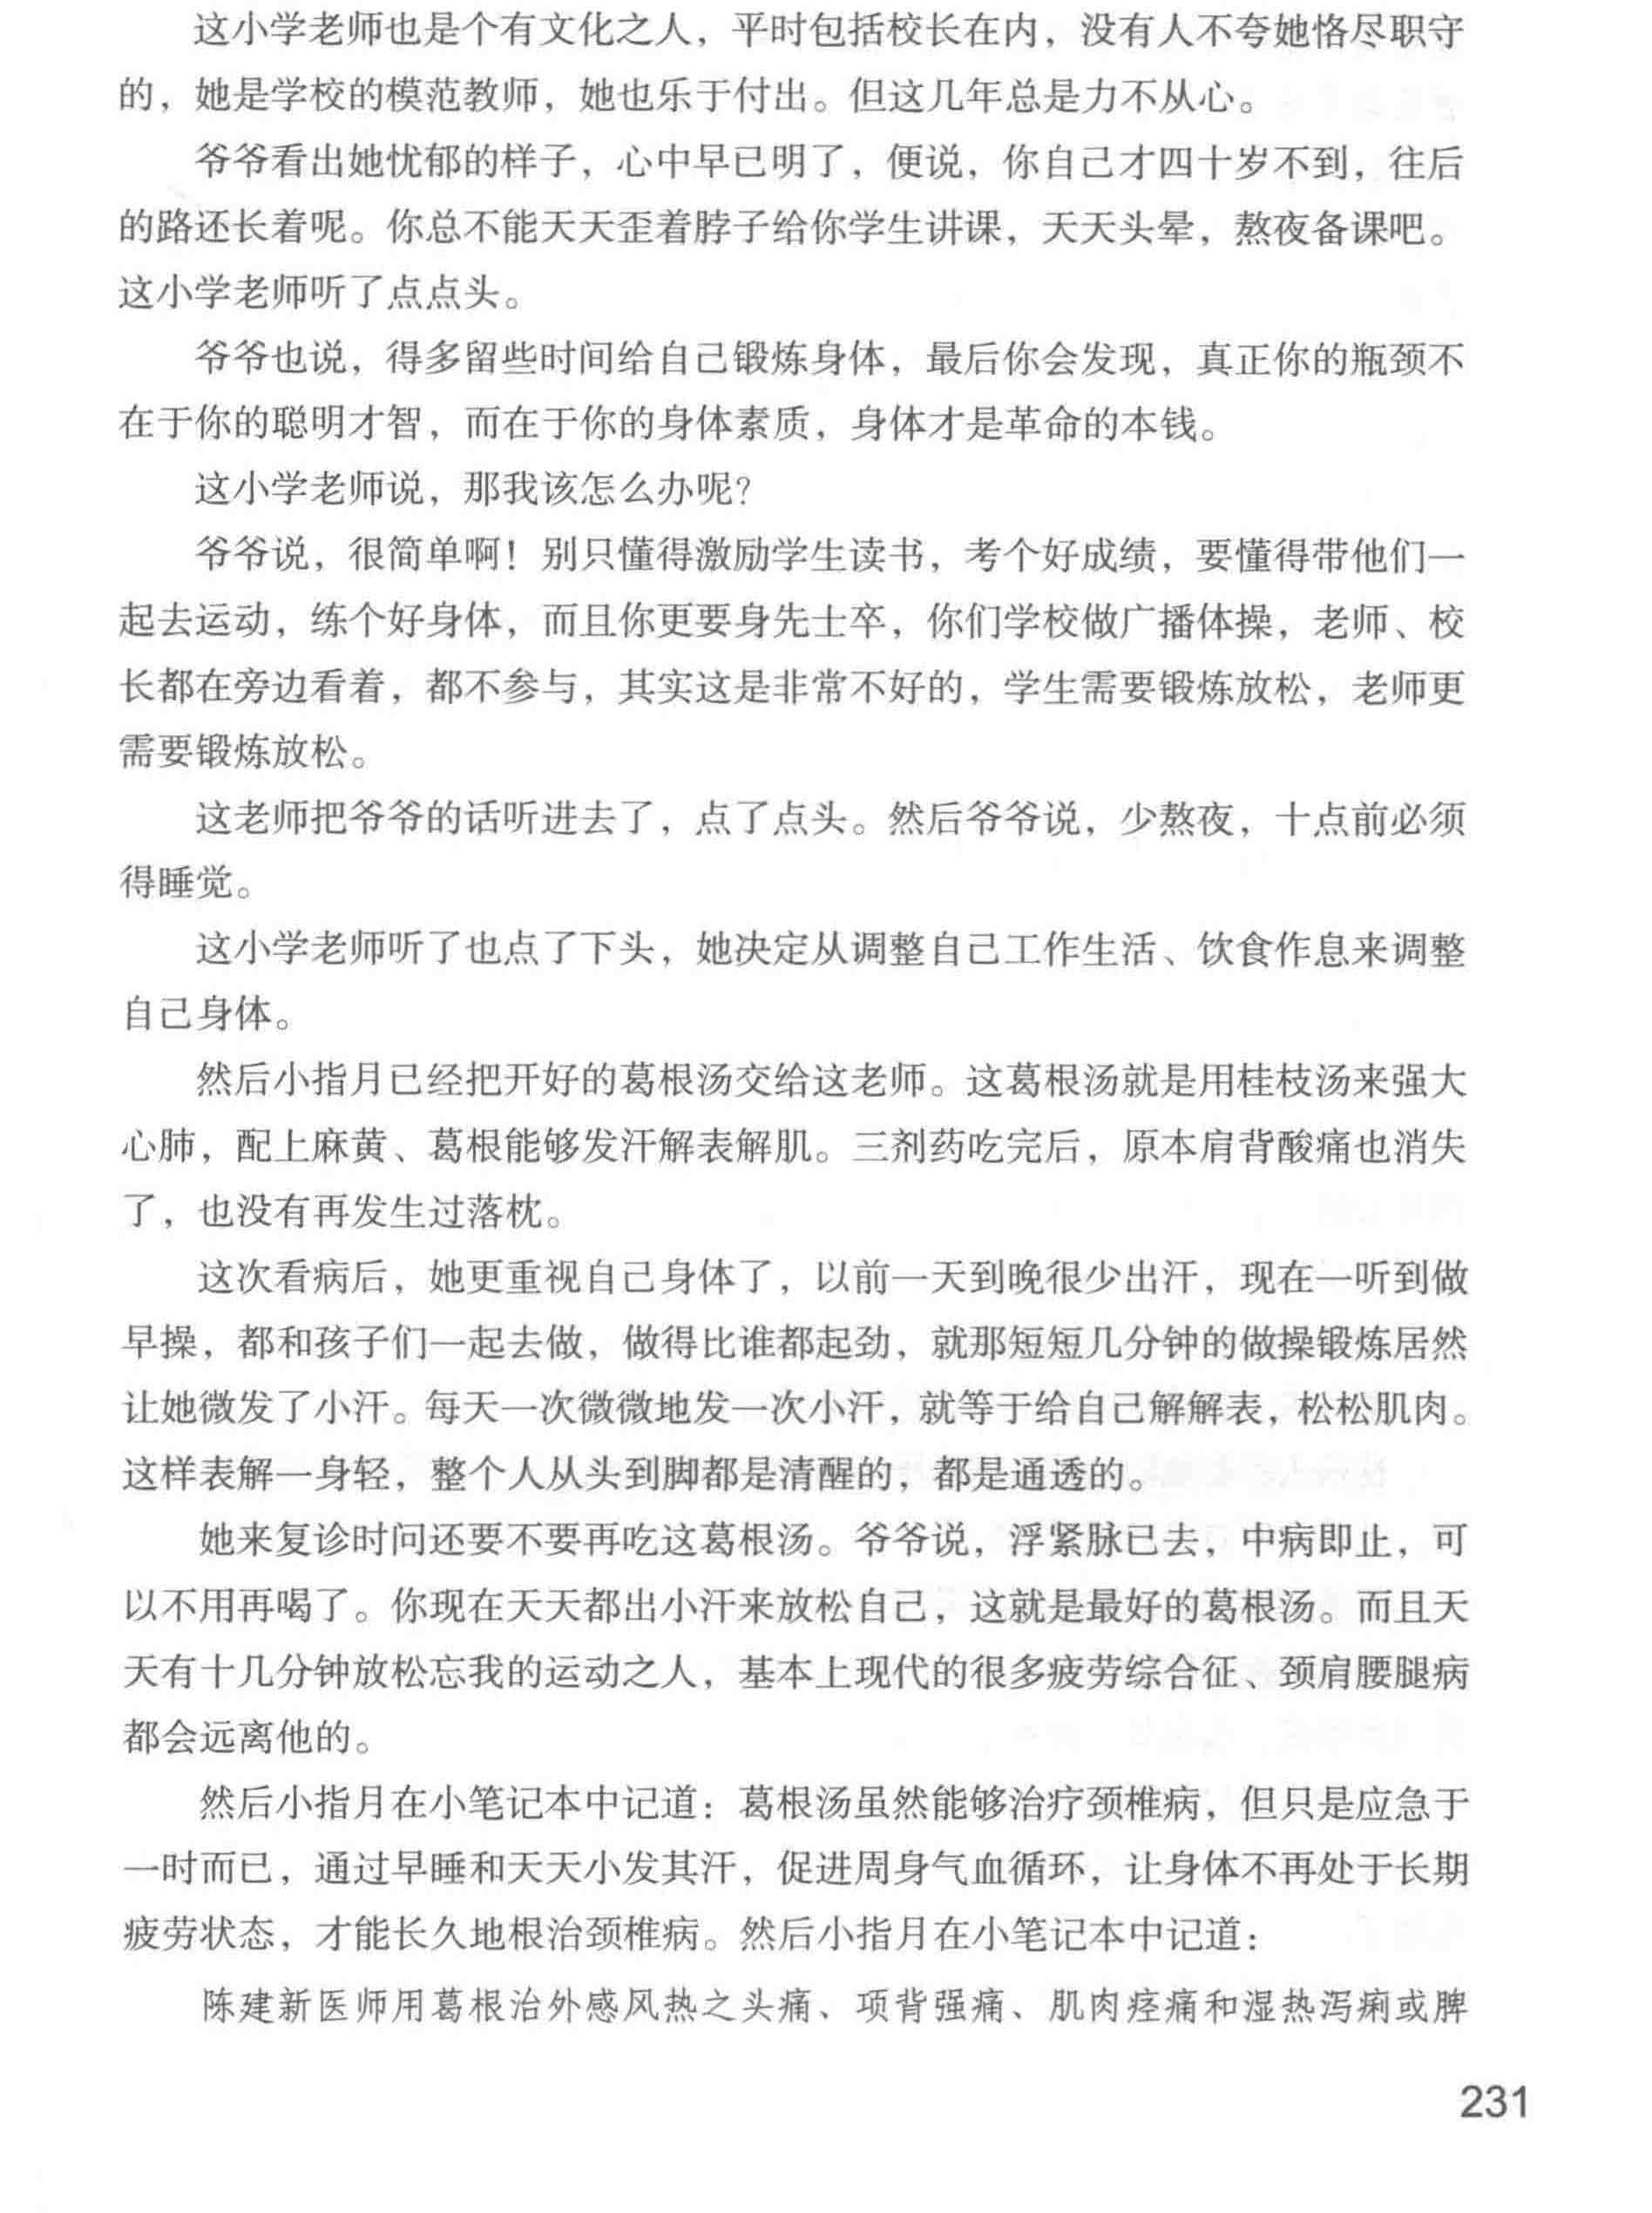 这小学老师也是个有文化之人，平时包括校长在内，没有人不夸她恪尽职守
的，她是学校的模范教师，她也乐于付出。但这几年总是力不从心。
爷爷看出她忧郁的样子，心中早已明了，便说，你自己才四十岁不到，往后
的路还长着呢。你总不能天天歪着脖子给你学生讲课，天天头晕，熬夜备课吧。
这小学老师听了点点头。
爷爷也说，得多留些时间给自己锻炼身体，最后你会发现，真正你的瓶颈不
在于你的聪明才智，而在于你的身体素质，身体才是革命的本钱。
这小学老师说，那我该怎么办呢？
爷爷说，很简单啊！别只懂得激励学生读书，考个好成绩，要懂得带他们一
起去运动，练个好身体，而且你更要身先士卒，你们学校做广播体操，老师、校
长都在旁边看着，都不参与，其实这是非常不好的，学生需要锻炼放松，老师更
需要锻炼放松。
这老师把爷爷的话听进去了，点了点头。然后爷爷说，少熬夜，十点前必须
得睡觉。
这小学老师听了也点了下头，她决定从调整自己工作生活、饮食作息来调整
自己身体。
然后小指月已经把开好的葛根汤交给这老师。这葛根汤就是用桂枝汤来强大
心肺，配上麻黄、葛根能够发汗解表解肌。三剂药吃完后，原本肩背酸痛也消失
了，也没有再发生过落枕。
这次看病后，她更重视自己身体了，以前一天到晚很少出汗，现在一听到做
早操，都和孩子们一起去做，做得比谁都起劲，就那短短几分钟的做操锻炼居然
让她微发了小汗。每天一次微微地发一次小汗，就等于给自己解解表，松松肌肉。
这样表解一身轻，整个人从头到脚都是清醒的，都是通透的。
她来复诊时问还要不要再吃这葛根汤。爷爷说，浮紧脉已去，中病即止，可
以不用再喝了。你现在天天都出小汗来放松自己，这就是最好的葛根汤。而且天
天有十几分钟放松忘我的运动之人，基本上现代的很多疲劳综合征、颈肩腰腿病
都会远离他的。
然后小指月在小笔记本中记道：葛根汤虽然能够治疗颈椎病，但只是应急于
一时而已，通过早睡和天天小发其汗，促进周身气血循环，让身体不再处于长期
疲劳状态，才能长久地根治颈椎病。然后小指月在小笔记本中记道：
陈建新医师用葛根治外感风热之头痛、项背强痛、肌肉痉痛和湿热泻痢或脾
231